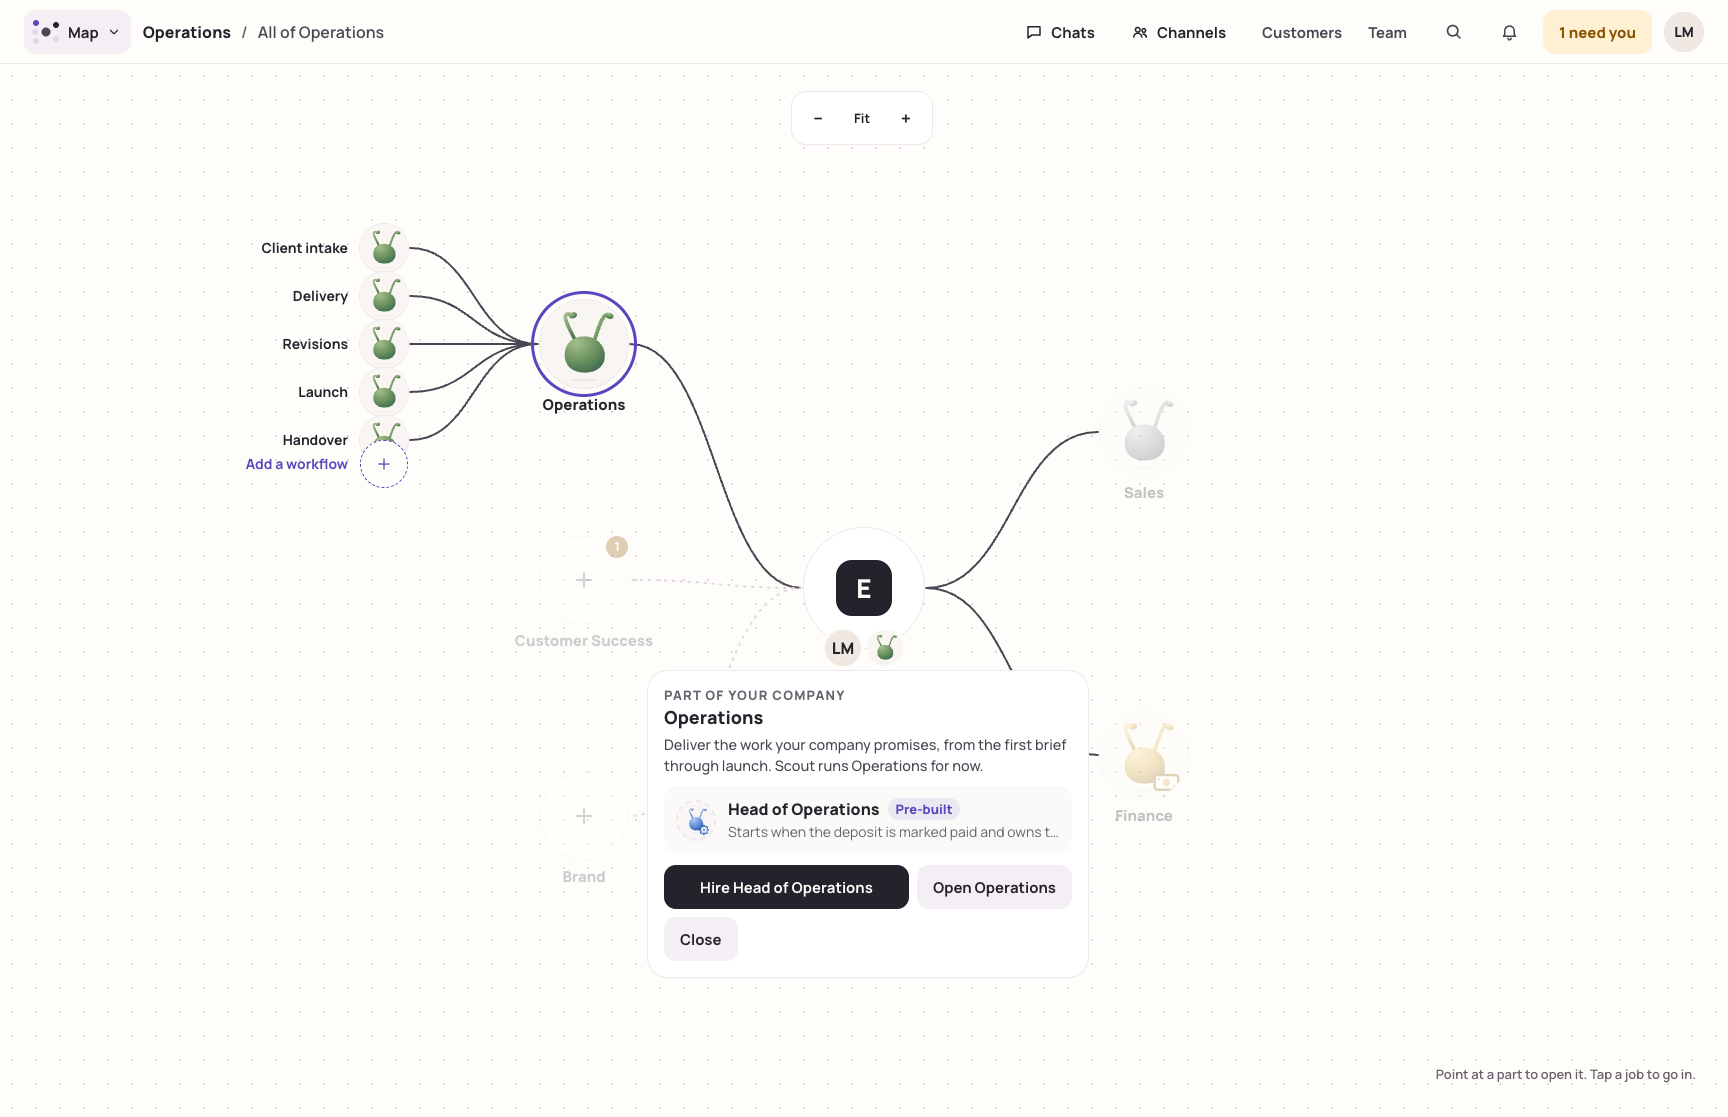 Map
Operations / All of Operations
Chats
Channels
Customers
Team
1 need you
LM
− Fit +
Client intake
Delivery
Revisions
Launch
Handover
Add a workflow
Operations
Sales
1
Customer Success
E
LM
Brand
Finance
PART OF YOUR COMPANY
Operations
Deliver the work your company promises, from the first brief
through launch. Scout runs Operations for now.
Head of Operations Pre-built
Starts when the deposit is marked paid and owns t...
Hire Head of Operations
Open Operations
Close
Point at a part to open it. Tap a job to go in.